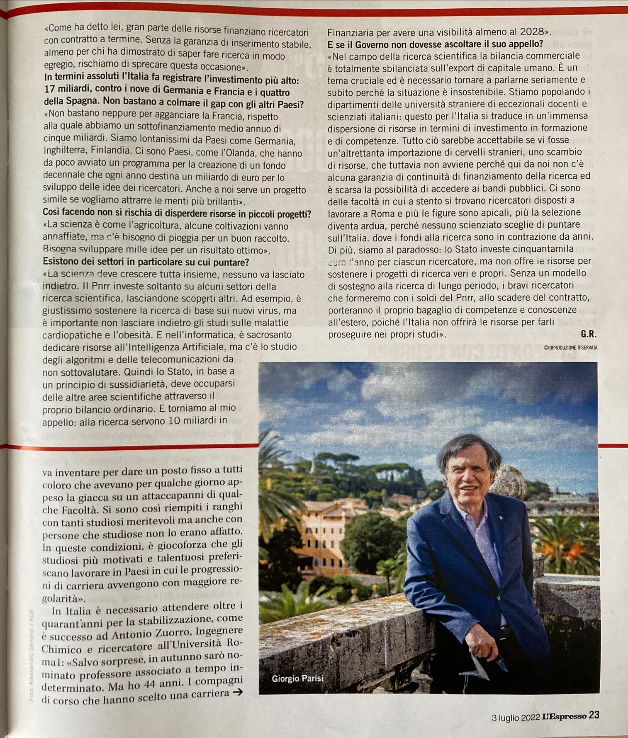 «Come ha detto lei, gran parte delle risorse finanziano ricercatori
con contratto a termine. Senza la garanzia di inserimento stabile,
almeno per chi ha dimostrato di saper fare ricerca in modo
egregio, rischiamo di sprecare questa occasione».
In termini assoluti l'Italia fa registrare l'investimento più alto:
17 miliardi, contro i nove di Germania e Francia e i quattro
della Spagna. Non bastano a colmare il gap con gli altri Paesi?
«Non bastano neppure per agganciare la Francia, rispetto
alla quale abbiamo un sottofinanziamento medio annuo di
cinque miliardi. Siamo lontanissimi da Paesi come Germania,
Inghilterra, Finlandia. Ci sono Paesi, come l'Olanda, che hanno
da poco avviato un programma per la creazione di un fondo
decennale che ogni anno destina un miliardo di euro per lo
sviluppo delle idee dei ricercatori. Anche a noi serve un progetto
simile se vogliamo attrarre le menti più brillanti».
Così facendo non si rischia di disperdere risorse in piccoli progetti?
«La scienza è come l'agricoltura, alcune coltivazioni vanno
annaffiate, ma c'è bisogno di pioggia per un buon raccolto.
Bisogna sviluppare mille idee per un risultato ottimo».
Esistono dei settori in particolare su cui puntare?
«La scienza deve crescere tutta insieme, nessuno va lasciato
indietro. Il Pnrr investe soltanto su alcuni settori della
ricerca scientifica, lasciandone scoperti altri. Ad esempio, è
giustissimo sostenere la ricerca di base sui nuovi virus, ma
è importante non lasciare indietro gli studi sulle malattie
cardiopatiche e l'obesità. E nell'informatica, è sacrosanto
dedicare risorse all'Intelligenza Artificiale, ma c'è lo studio
degli algoritmi e delle telecomunicazioni da
non sottovalutare. Quindi lo Stato, in base a
un principio di sussidiarietà, deve occuparsi
delle altre aree scientifiche attraverso il
proprio bilancio ordinario. E torniamo al mio
appello: alla ricerca servono 10 miliardi in
Finanziaria per avere una visibilità almeno al 2028».
E se il Governo non dovesse ascoltare il suo appello?
«Nel campo della ricerca scientifica la bilancia commerciale
è totalmente sbilanciata sull'export di capitale umano. È un
tema cruciale ed è necessario tornare a parlarne seriamente e
subito perché la situazione è insostenibile. Stiamo popolando i
dipartimenti delle università straniere di eccezionali docenti e
scienziati italiani: questo per l'Italia si traduce in un'immensa
dispersione di risorse in termini di investimento in formazione
e di competenze. Tutto ciò sarebbe accettabile se vi fosse
un'altrettanta importazione di cervelli stranieri, uno scambio
di risorse, che tuttavia non avviene perché qui da noi non c'è
alcuna garanzia di continuità di finanziamento della ricerca ed
è scarsa la possibilità di accedere ai bandi pubblici. Ci sono
delle facoltà in cui a stento si trovano ricercatori disposti a
lavorare a Roma e più le figure sono apicali, più la selezione
diventa ardua, perché nessuno scienziato sceglie di puntare
sull'Italia, dove i fondi alla ricerca sono in contrazione da anni.
Di più, siamo al paradosso: lo Stato investe cinquantamila
euro l'anno per ciascun ricercatore, ma non offre le risorse per
sostenere i progetti di ricerca veri e propri. Senza un modello
di sostegno alla ricerca di lungo periodo, i bravi ricercatori
che formeremo con i soldi del Pnrr, allo scadere del contratto,
porteranno il proprio bagaglio di competenze e conoscenze
all'estero, poiché l'Italia non offrirà le risorse per farli
proseguire nei propri studi». G.R.
©RIPRODUZIONE RISERVATA
va inventare per dare un posto fisso a tutti
coloro che avevano per qualche giorno ap-
peso la giacca su un attaccapanni di qual-
che Facoltà. Si sono così riempiti i ranghi
con tanti studiosi meritevoli ma anche con
persone che studiose non lo erano affatto.
In queste condizioni, è giocoforza che gli
studiosi più motivati e talentuosi preferi-
scano lavorare in Paesi in cui le progressio-
ni di carriera avvengono con maggiore re-
golarità».
In Italia è necessario attendere oltre i
quarant'anni per la stabilizzazione, come
è successo ad Antonio Zuorro, Ingegnere
Chimico e ricercatore all'Università Ro-
ma1: «Salvo sorprese, in autunno sarò no-
minato professore associato a tempo in-
determinato. Ma ho 44 anni. I compagni
di corso che hanno scelto una carriera →
Giorgio Parisi
3 luglio 2022 L'Espresso 23